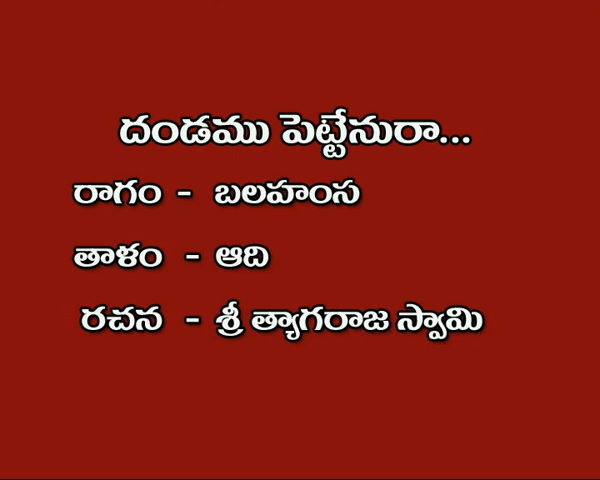 దండము పెట్టేనురా...
రాగం - బలహంస
తాళం - ఆది
రచన - శ్రీ త్యాగరాజ స్వామి